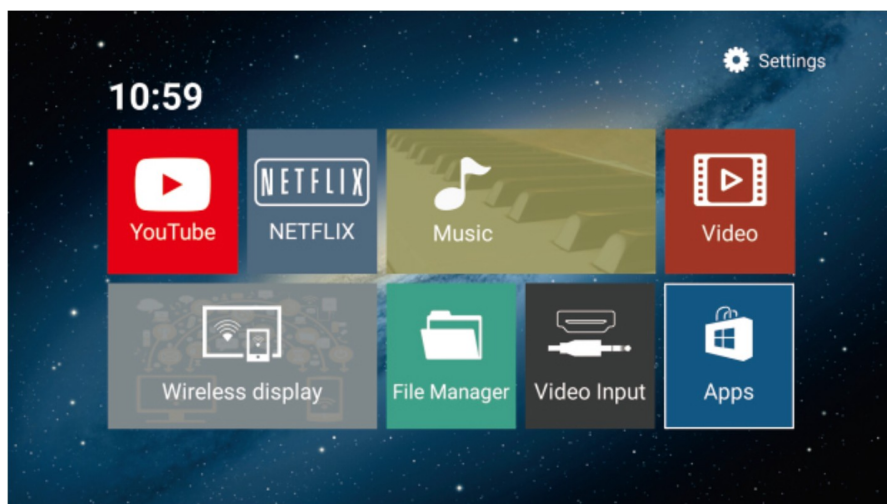 Settings
10:59
NETFLIX
YouTube
NETFLIX
Music
Video
Wireless display
File Manager
Video Input
Apps